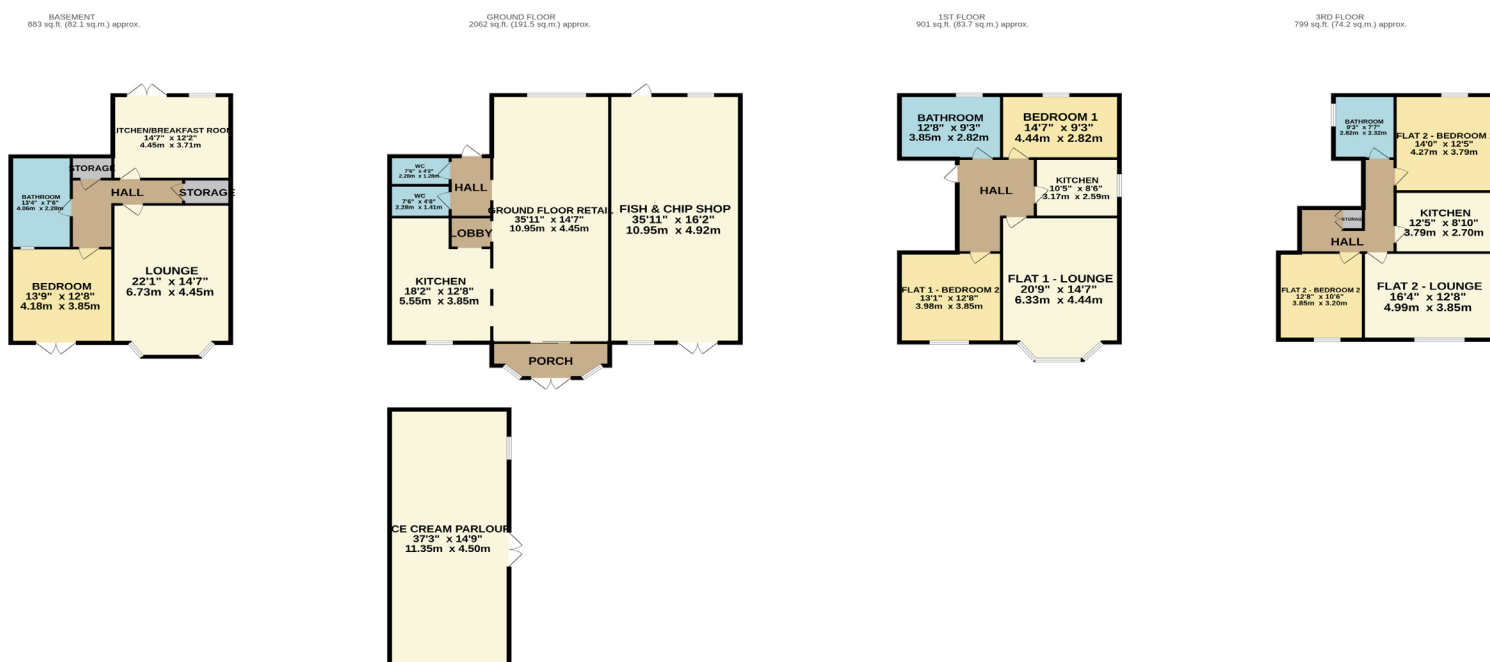 BASEMENT
883 sq.ft. (82.1 sq.m.) approx.
KITCHEN/BREAKFAST ROOM
14'7" x 12'2"
4.45m x 3.71m
STORAGE
HALL
STORAGE
BATHROOM
13'4" x 7'6"
4.06m x 2.28m
LOUNGE
22'1" x 14'7"
6.73m x 4.45m
BEDROOM
13'9" x 12'8"
4.18m x 3.85m
GROUND FLOOR
2062 sq.ft. (191.5 sq.m.) approx.
WC
7'6" x 4'2"
2.28m x 1.28m
WC
7'6" x 4'8"
2.28m x 1.41m
HALL
LOBBY
GROUND FLOOR RETAIL
35'11" x 14'7"
10.95m x 4.45m
FISH & CHIP SHOP
35'11" x 16'2"
10.95m x 4.92m
KITCHEN
18'2" x 12'8"
5.55m x 3.85m
PORCH
ICE CREAM PARLOUR
37'3" x 14'9"
11.35m x 4.50m
1ST FLOOR
901 sq.ft. (83.7 sq.m.) approx.
BATHROOM
12'8" x 9'3"
3.85m x 2.82m
BEDROOM 1
14'7" x 9'3"
4.44m x 2.82m
HALL
KITCHEN
10'5" x 8'6"
3.17m x 2.59m
FLAT 1 - BEDROOM 2
13'1" x 12'8"
3.98m x 3.85m
FLAT 1 - LOUNGE
20'9" x 14'7"
6.33m x 4.44m
3RD FLOOR
799 sq.ft. (74.2 sq.m.) approx.
BATHROOM
9'3" x 7'7"
2.82m x 2.32m
FLAT 2 - BEDROOM
14'0" x 12'5"
4.27m x 3.79m
STORAGE
HALL
KITCHEN
12'5" x 8'10"
3.79m x 2.70m
FLAT 2 - BEDROOM 2
12'8" x 10'6"
3.85m x 3.20m
FLAT 2 - LOUNGE
16'4" x 12'8"
4.99m x 3.85m